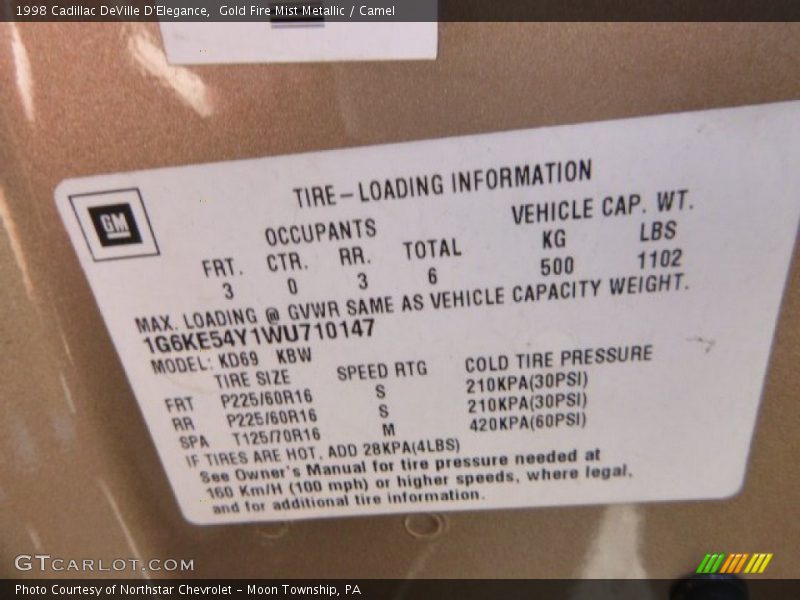 1998 Cadillac DeVille D'Elegance, Gold Fire Mist Metallic / Camel
GM
TIRE-LOADING INFORMATION
OCCUPANTS VEHICLE CAP. WT.
FRT. CTR. RR. TOTAL KG LBS
3 0 3 6 500 1102
MAX. LOADING @ GVWR SAME AS VEHICLE CAPACITY WEIGHT.
1G6KE54Y1WU710147
MODEL: KD69 KBW
TIRE SIZE SPEED RTG COLD TIRE PRESSURE
FRT P225/60R16 S 210KPA(30PSI)
RR P225/60R16 S 210KPA(30PSI)
SPA T125/70R16 M 420KPA(60PSI)
IF TIRES ARE HOT, ADD 28KPA(4LBS)
See Owner's Manual for tire pressure needed at
160 Km/H (100 mph) or higher speeds, where legal,
and for additional tire information.
GTCARLOT.COM
Photo Courtesy of Northstar Chevrolet - Moon Township, PA